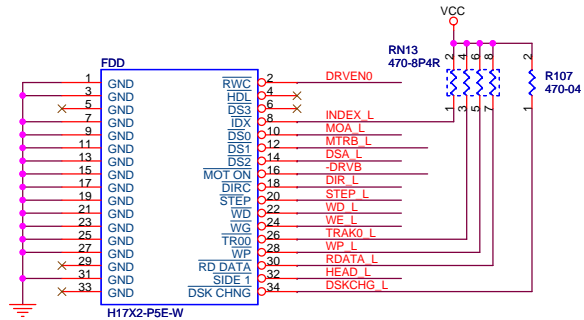 VCC
RN13
470-8P4R
R107
470-04
2 4 6 8 2
1 3 5 7 1
FDD
1 GND RWC 2 DRVEN0
3 GND HDL 4
5 GND DS3 6
7 GND IDX 8 INDEX_L
9 GND DS0 10 MOA_L
11 GND DS1 12 MTRB_L
13 GND DS2 14 DSA_L
15 GND MOT ON 16 -DRVB
17 GND DIRC 18 DIR_L
19 GND STEP 20 STEP_L
21 GND WD 22 WD_L
23 GND WG 24 WE_L
25 GND TR00 26 TRAK0_L
27 GND WP 28 WP_L
29 GND RD DATA 30 RDATA_L
31 GND SIDE 1 32 HEAD_L
33 GND DSK CHNG 34 DSKCHG_L
H17X2-P5E-W